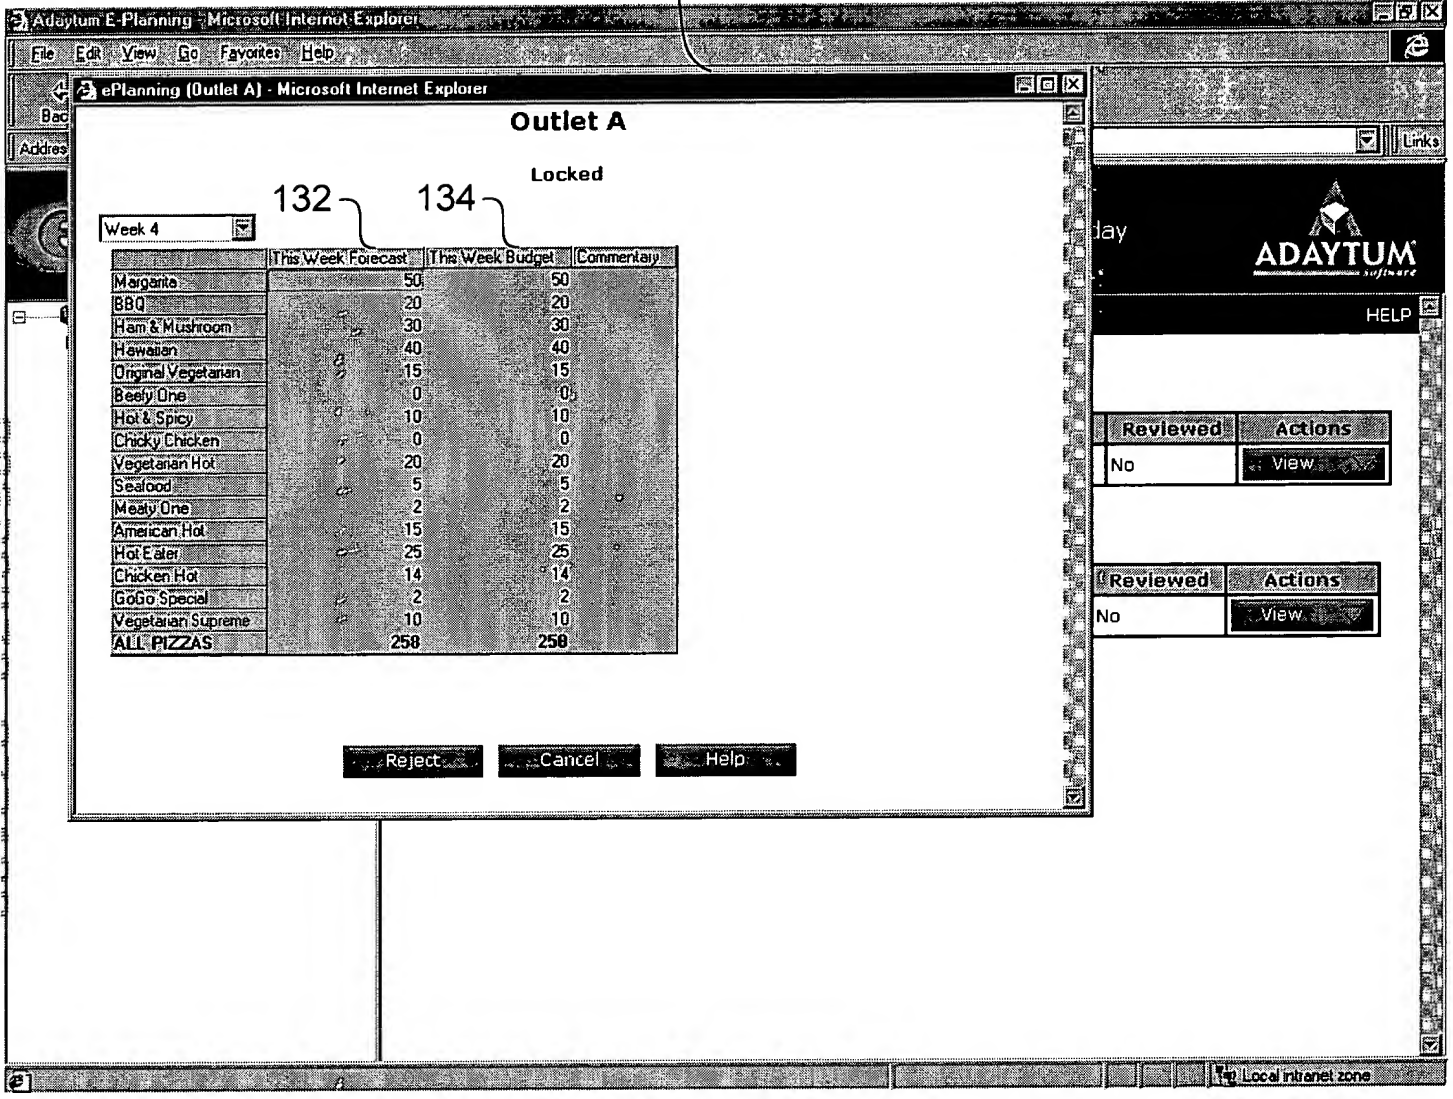 Adaytum E-Planning - Microsoft Internet Explorer
File Edit View Go Favorites Help
ePlanning (Outlet A) - Microsoft Internet Explorer
Bac
Addres
Links
Outlet A
Locked
132
134
Week 4
This Week Forecast This Week Budget Commentary
Margarita 50 50
BBQ 20 20
Ham & Mushroom 30 30
Hawaiian 40 40
Original Vegetarian 15 15
Beefy One 0 0
Hot & Spicy 10 10
Chicky Chicken 0 0
Vegetarian Hot 20 20
Seafood 5 5
Meaty One 2 2
American Hot 15 15
Hot Eater 25 25
Chicken Hot 14 14
GoGo Special 2 2
Vegetarian Supreme 10 10
ALL PIZZAS 258 258
Reject Cancel Help
day
ADAYTUM
software
HELP
Reviewed Actions
No View
Reviewed Actions
No View
Local intranet zone